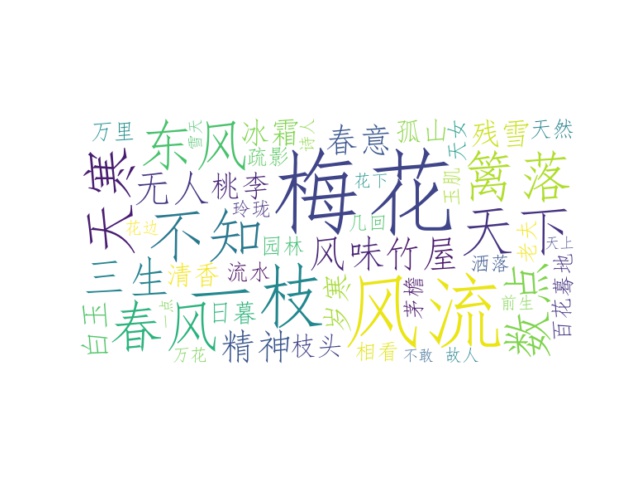 万里
东风
雪天
冰霜
诗人
疏影
春意
孤山
天女
残雪
天然
天寒
无人
桃李
玲珑
梅花
花下
玉肌
篱落
花边
不知
园林
几回
风味
竹屋
天下
老夫
天上
三生
清香
流水
一枝
岁寒
风流
茅檐
洒落
数点
前生
百花
蓦地
白玉
春风
一点
日暮
万花
精神
枝头
相看
不敢
故人